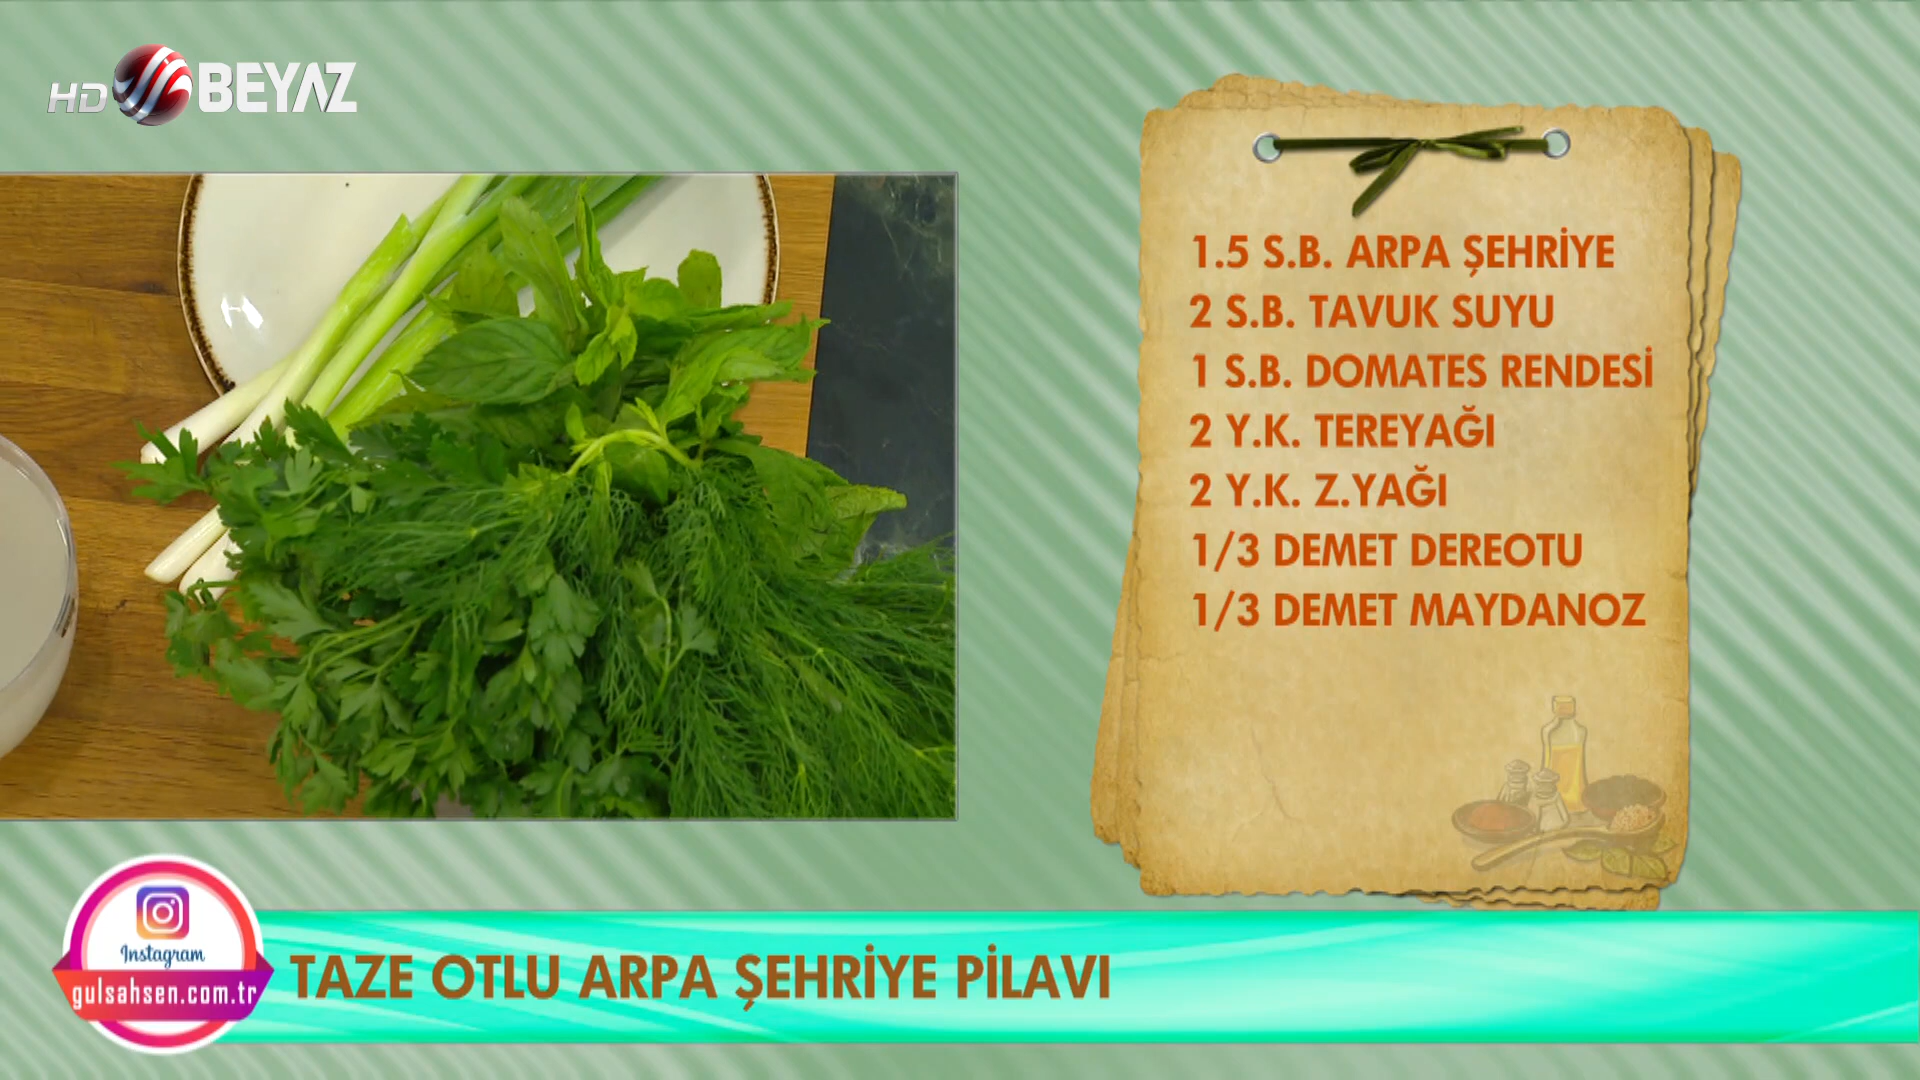 HD BEYAZ
1.5 S.B. ARPA ŞEHRİYE
2 S.B. TAVUK SUYU
1 S.B. DOMATES RENDESİ
2 Y.K. TEREYAĞI
2 Y.K. Z.YAĞI
1/3 DEMET DEREOTU
1/3 DEMET MAYDANOZ
Instagram
gulsahsen.com.tr
TAZE OTLU ARPA ŞEHRİYE PİLAVI